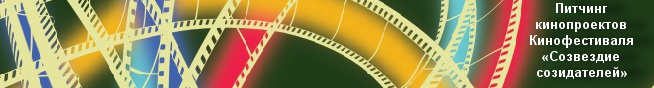 Питчинг
кинопроектов
Кинофестиваля
«Созвездие
созидателей»